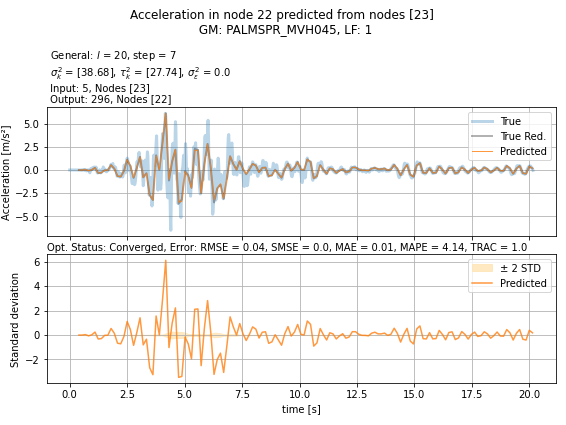 Acceleration in node 22 predicted from nodes [23]
GM: PALMSPR_MVH045, LF: 1
General: l = 20, step = 7
σ²ₖ = [38.68], τ²ₖ = [27.74], σ²ε = 0.0
Input: 5, Nodes [23]
Output: 296, Nodes [22]
Acceleration [m/s²]
5.0
2.5
0.0
−2.5
−5.0
True
True Red.
Predicted
Opt. Status: Converged, Error: RMSE = 0.04, SMSE = 0.0, MAE = 0.01, MAPE = 4.14, TRAC = 1.0
Standard deviation
6
4
2
0
−2
± 2 STD
Predicted
0.0 2.5 5.0 7.5 10.0 12.5 15.0 17.5 20.0
time [s]